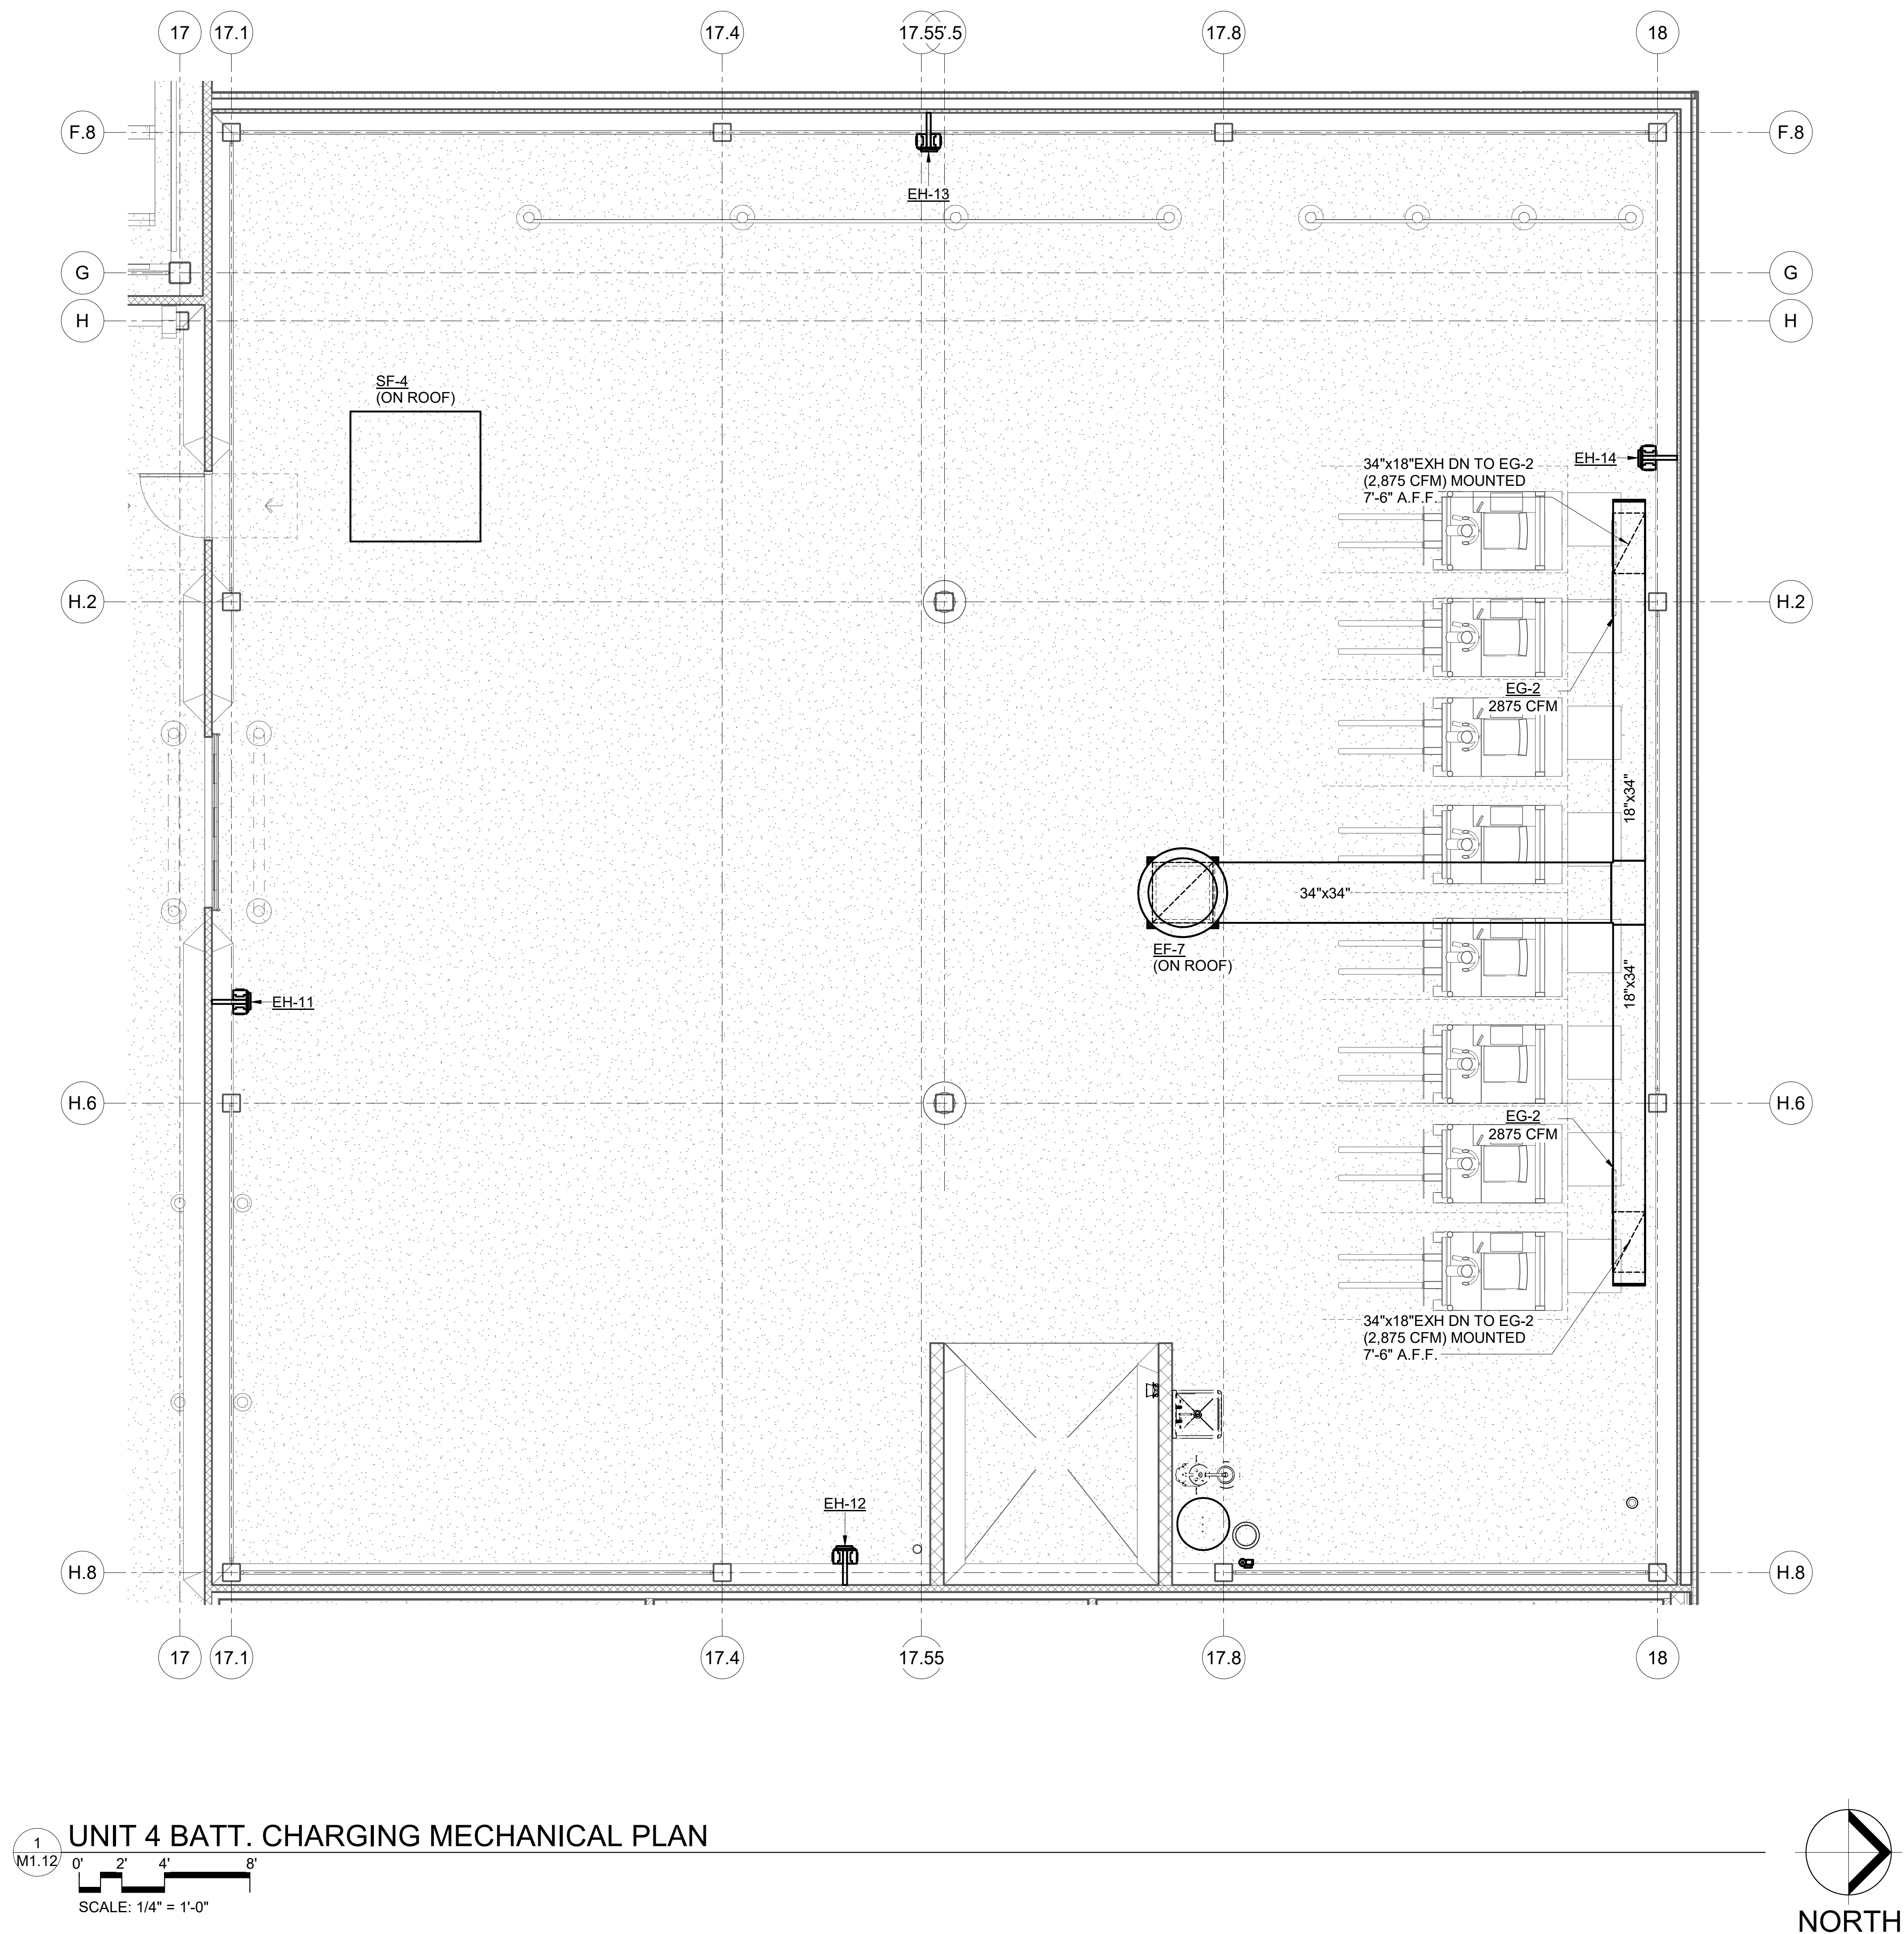 17 17.1 17.4 17.55 7.5 17.8 18
F.8 F.8
EH-13
G G
H H
SF-4
(ON ROOF)
34"x18"EXH DN TO EG-2
(2,875 CFM) MOUNTED
7'-6" A.F.F.
EH-14
H.2 H.2
EG-2
2875 CFM
18"x34"
34"x34"
EF-7
(ON ROOF)
18"x34"
EH-11
H.6 H.6
EG-2
2875 CFM
34"x18"EXH DN TO EG-2
(2,875 CFM) MOUNTED
7'-6" A.F.F.
EH-12
H.8 H.8
17 17.1 17.4 17.55 17.8 18
1
M1.12
UNIT 4 BATT. CHARGING MECHANICAL PLAN
0' 2' 4' 8'
SCALE: 1/4" = 1'-0"
NORTH